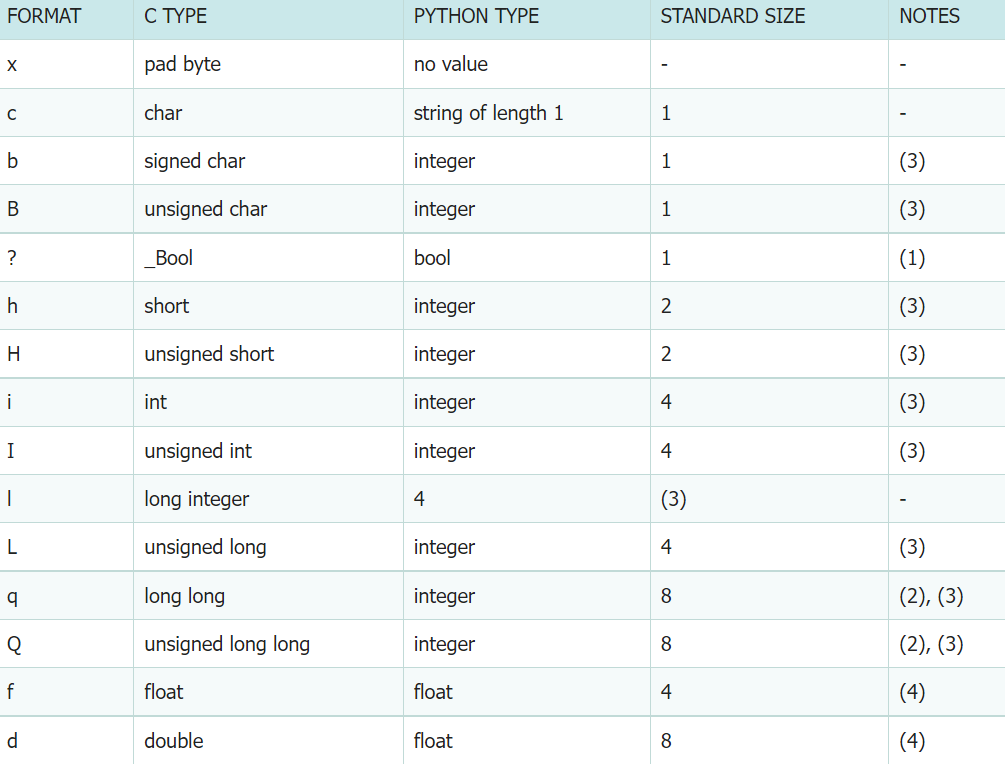 FORMAT C TYPE PYTHON TYPE STANDARD SIZE NOTES
x pad byte no value - -
c char string of length 1 1 -
b signed char integer 1 (3)
B unsigned char integer 1 (3)
? _Bool bool 1 (1)
h short integer 2 (3)
H unsigned short integer 2 (3)
i int integer 4 (3)
I unsigned int integer 4 (3)
l long integer 4 (3) -
L unsigned long integer 4 (3)
q long long integer 8 (2), (3)
Q unsigned long long integer 8 (2), (3)
f float float 4 (4)
d double float 8 (4)